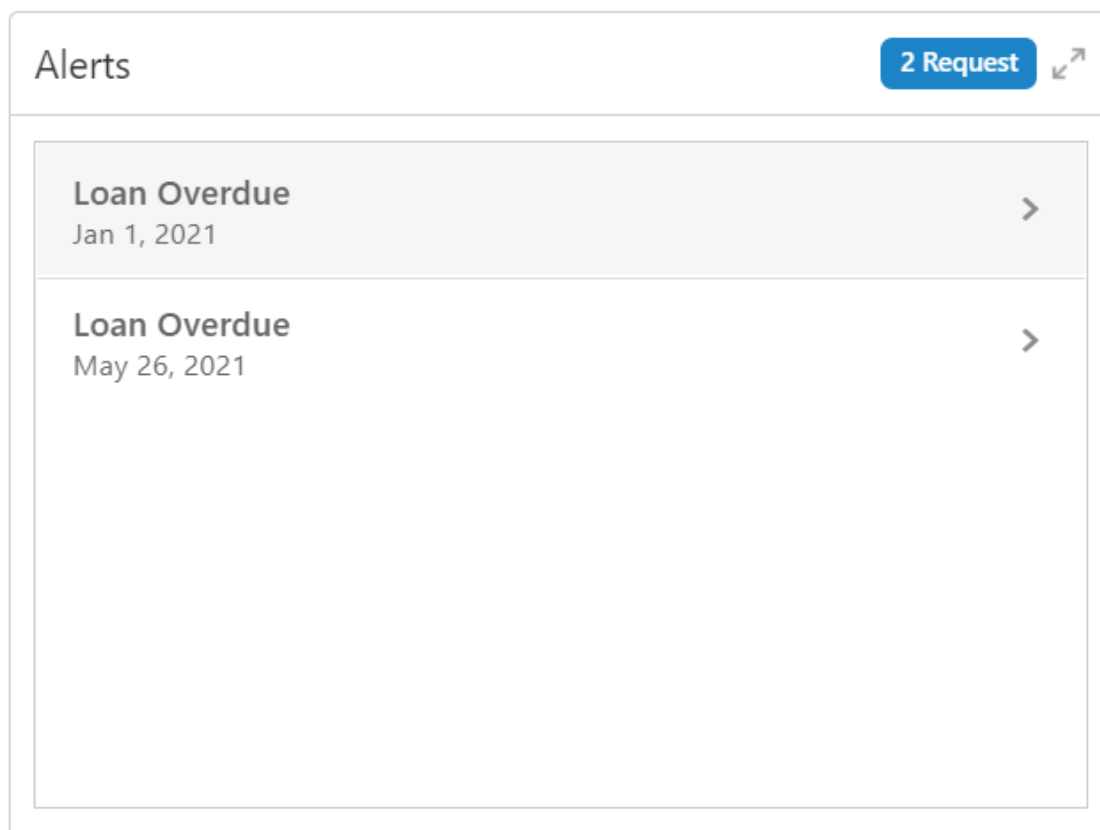 Alerts
2 Request
Loan Overdue
Jan 1, 2021
Loan Overdue
May 26, 2021